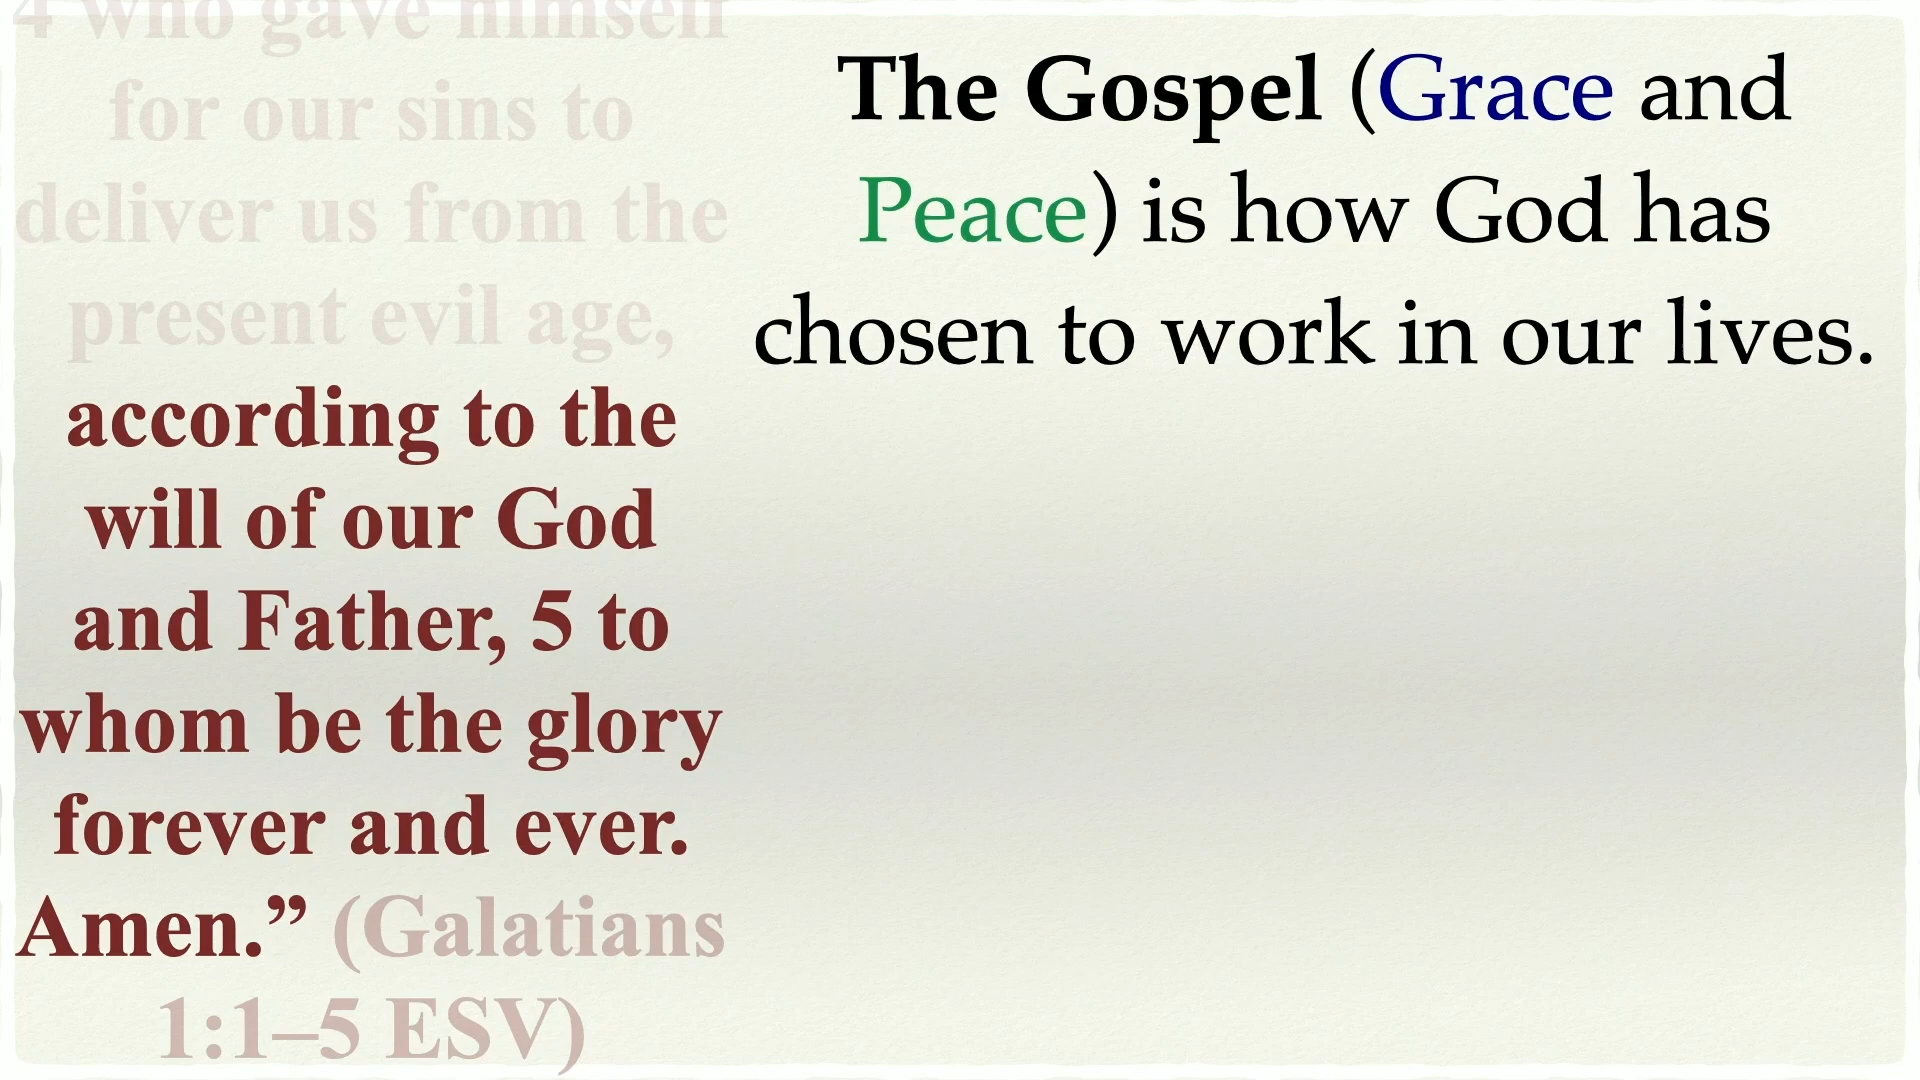 4 who gave himself
for our sins to
deliver us from the
present evil age,
according to the
will of our God
and Father, 5 to
whom be the glory
forever and ever.
Amen.” (Galatians
1:1–5 ESV)
The Gospel (Grace and
Peace) is how God has
chosen to work in our lives.